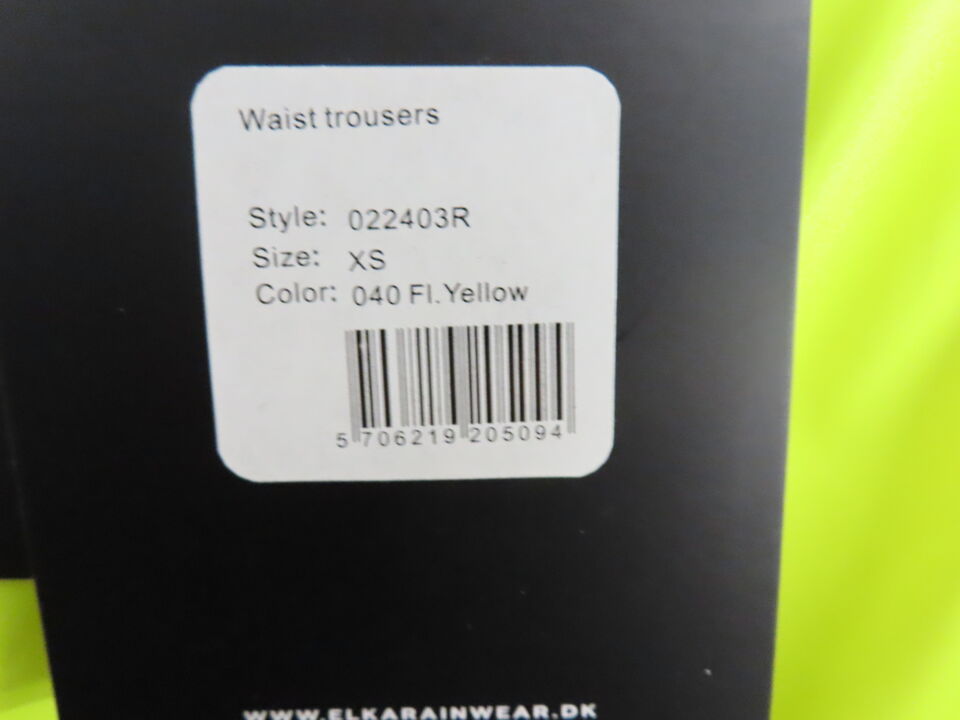 Waist trousers
Style: 022403R
Size: XS
Color: 040 Fl.Yellow
5 706219 205094
WWW.ELKARAINWEAR.DK